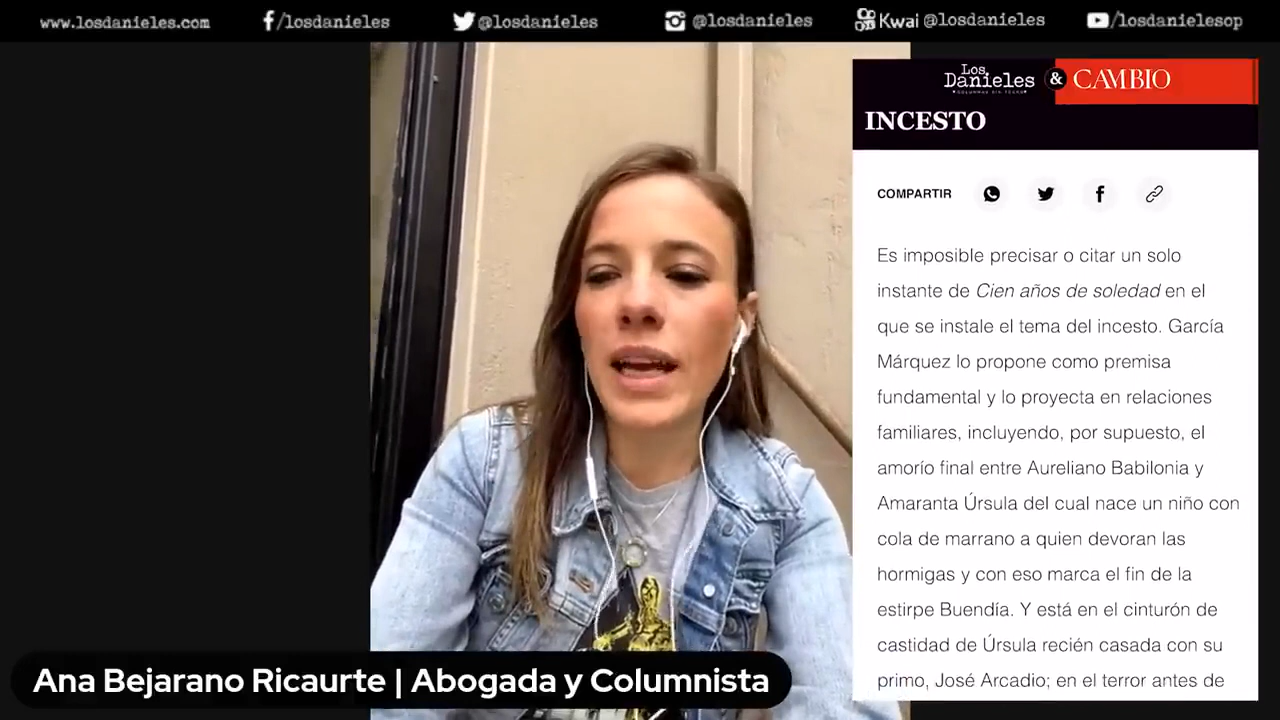 www.losdanieles.com
/losdanieles
@losdanieles
@losdanieles
Kwai @losdanieles
/losdanielesop
Los
Danieles & CAMBIO
INCESTO
COMPARTIR
Es imposible precisar o citar un solo
instante de Cien años de soledad en el
que se instale el tema del incesto. García
Márquez lo propone como premisa
fundamental y lo proyecta en relaciones
familiares, incluyendo, por supuesto, el
amorío final entre Aureliano Babilonia y
Amaranta Úrsula del cual nace un niño con
cola de marrano a quien devoran las
hormigas y con eso marca el fin de la
estirpe Buendía. Y está en el cinturón de
castidad de Úrsula recién casada con su
primo, José Arcadio; en el terror antes de
Ana Bejarano Ricaurte | Abogada y Columnista